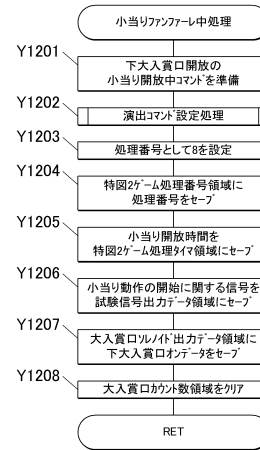 小当りファンファーレ中処理
Y1201
下大入賞口開放の
小当り開放中コマンドを準備
Y1202
演出コマンド設定処理
Y1203
処理番号として8を設定
Y1204
特図2ゲーム処理番号領域に
処理番号をセーブ
Y1205
小当り開放時間を
特図2ゲーム処理タイマ領域にセーブ
Y1206
小当り動作の開始に関する信号を
試験信号出力データ領域にセーブ
Y1207
大入賞口ソレノイド出力データ領域に
下大入賞口オンデータをセーブ
Y1208
大入賞口カウント数領域をクリア
RET